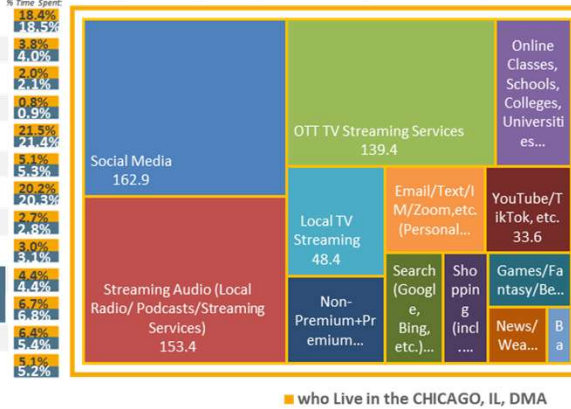 % Time Spent:
18.4%
18.5%
3.8%
4.0%
2.0%
2.1%
0.8%
0.9%
21.5%
21.4%
5.1%
5.3%
20.2%
20.3%
2.7%
2.8%
3.0%
3.1%
4.4%
4.4%
6.7%
6.8%
6.4%
5.4%
5.1%
5.2%
Social Media
162.9
Streaming Audio (Local
Radio/ Podcasts/Streaming
Services)
153.4
OTT TV Streaming Services
139.4
Online
Classes,
Schools,
Colleges,
Universiti
es...
Local TV
Streaming
48.4
Non-
Premium+Pr
emium...
Email/Text/I
M/Zoom,etc.
(Personal...
YouTube/T
ikTok, etc.
33.6
Search
(Googl
e,
Bing,
etc.)...
Sho
ppin
g
(incl
....
Games/Fa
ntasy/Be...
News/
Wea...
B
a
who Live in the CHICAGO, IL, DMA